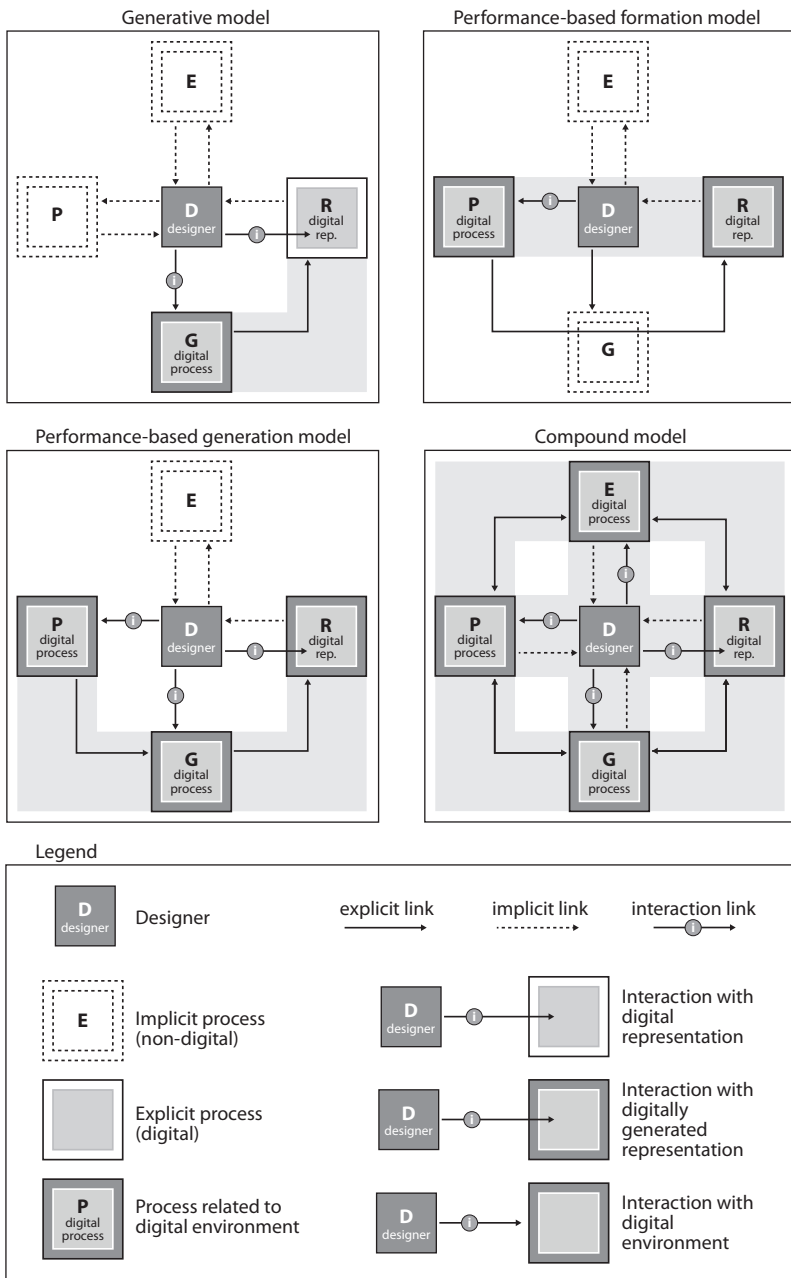 Generative model
E
P
D
designer
R
digital
rep.
i
i
G
digital
process
Performance-based formation model
E
P
digital
process
i
D
designer
R
digital
rep.
G
Performance-based generation model
E
P
digital
process
i
D
designer
R
digital
rep.
i
i
G
digital
process
Compound model
E
digital
process
i
P
digital
process
i
D
designer
R
digital
rep.
i
i
G
digital
process
Legend
D
designer
Designer
explicit link
implicit link
interaction link
i
E
Implicit process
(non-digital)
D
designer
i
Interaction with
digital
representation
Explicit process
(digital)
D
designer
i
Interaction with
digitally
generated
representation
P
digital
process
Process related to
digital environment
D
designer
i
Interaction with
digital
environment